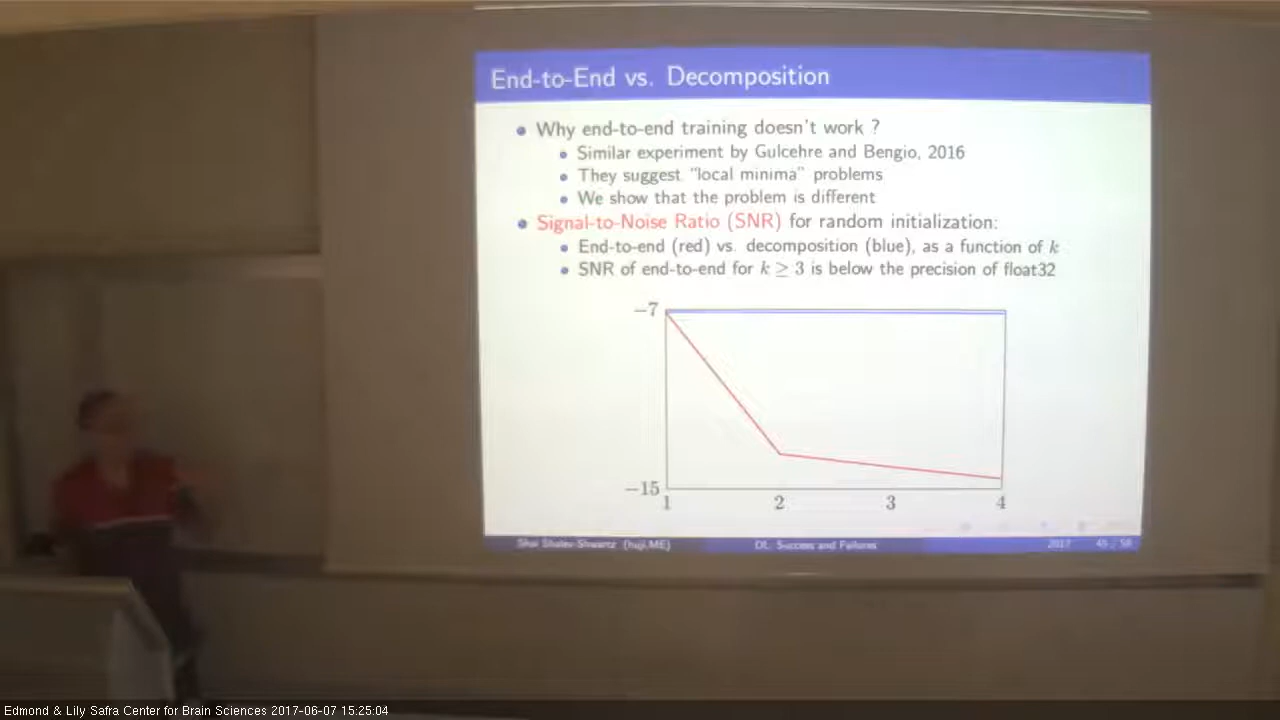 End-to-End vs. Decomposition
Why end-to-end training doesn't work ?
Similar experiment by Gulcehre and Bengio, 2016
They suggest "local minima" problems
We show that the problem is different
Signal-to-Noise Ratio (SNR) for random initialization:
End-to-end (red) vs. decomposition (blue), as a function of k
SNR of end-to-end for k ≥ 3 is below the precision of float32
−7
−15
1 2 3 4
Shai Shalev-Shwartz (huji,ME) DL: Success and Failures 2017 45 / 58
Edmond & Lily Safra Center for Brain Sciences 2017-06-07 15:25:04